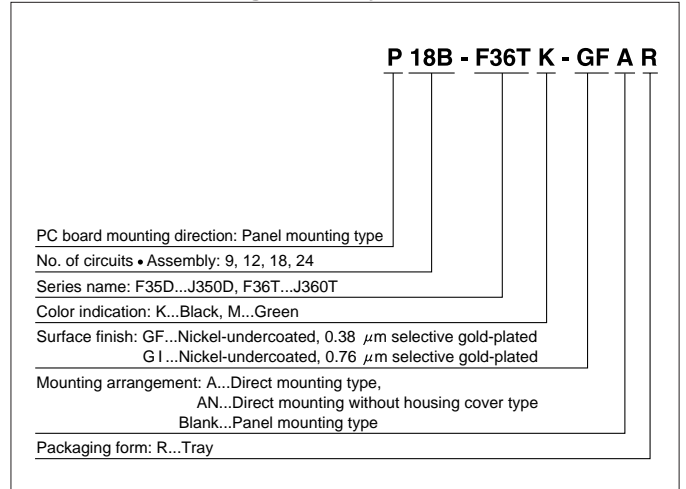 P 18B - F36T K - GF A R
PC board mounting direction: Panel mounting type
No. of circuits • Assembly: 9, 12, 18, 24
Series name: F35D...J350D, F36T...J360T
Color indication: K...Black, M...Green
Surface finish: GF...Nickel-undercoated, 0.38 μm selective gold-plated
G I...Nickel-undercoated, 0.76 μm selective gold-plated
Mounting arrangement: A...Direct mounting type,
AN...Direct mounting without housing cover type
Blank...Panel mounting type
Packaging form: R...Tray